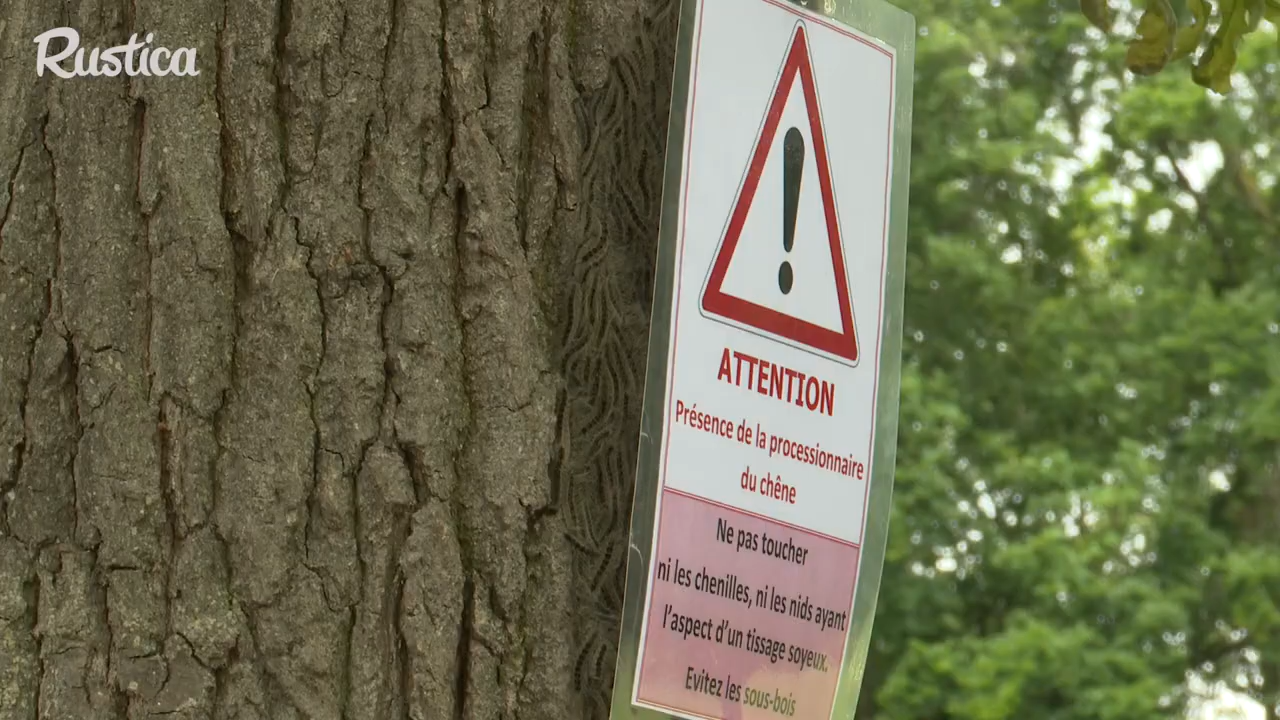 Rustica
ATTENTION
Présence de la processionnaire
du chêne
Ne pas toucher
ni les chenilles, ni les nids ayant
l'aspect d'un tissage soyeux.
Evitez les sous-bois